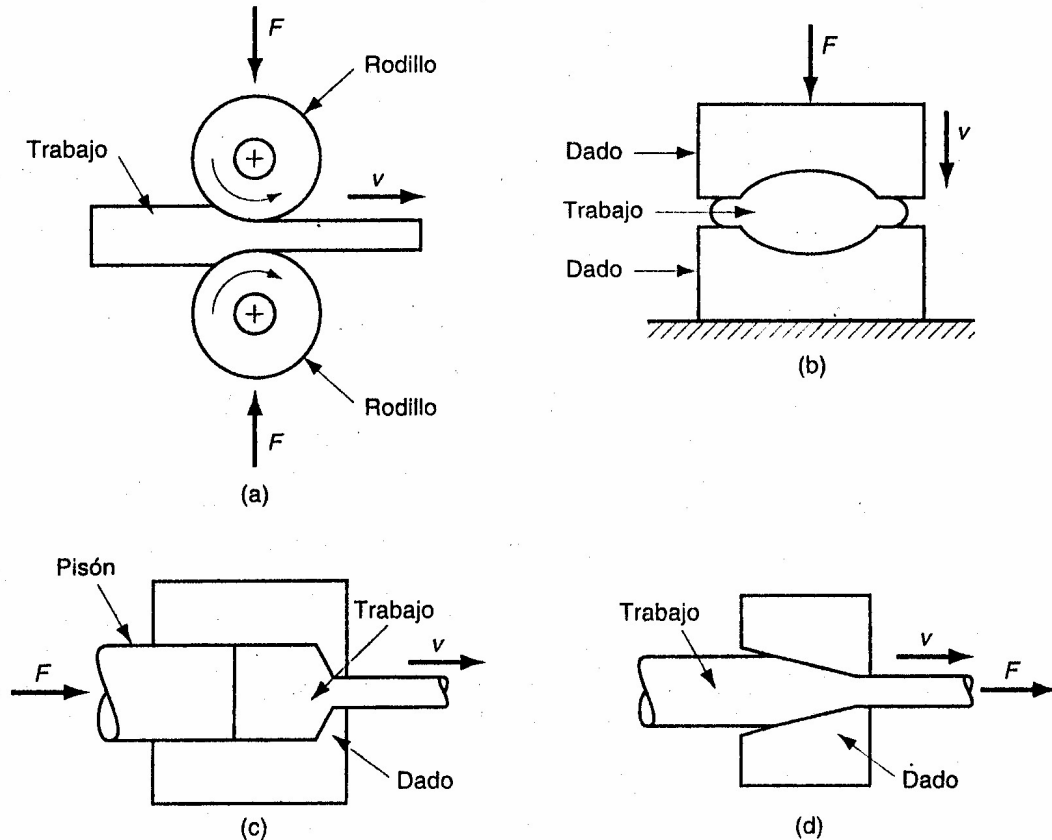 F
Rodillo
Trabajo
v
Rodillo
F
(a)
F
v
Dado
Trabajo
Dado
(b)
Pisón
Trabajo
v
F
Dado
(c)
Trabajo
v
F
Dado
(d)